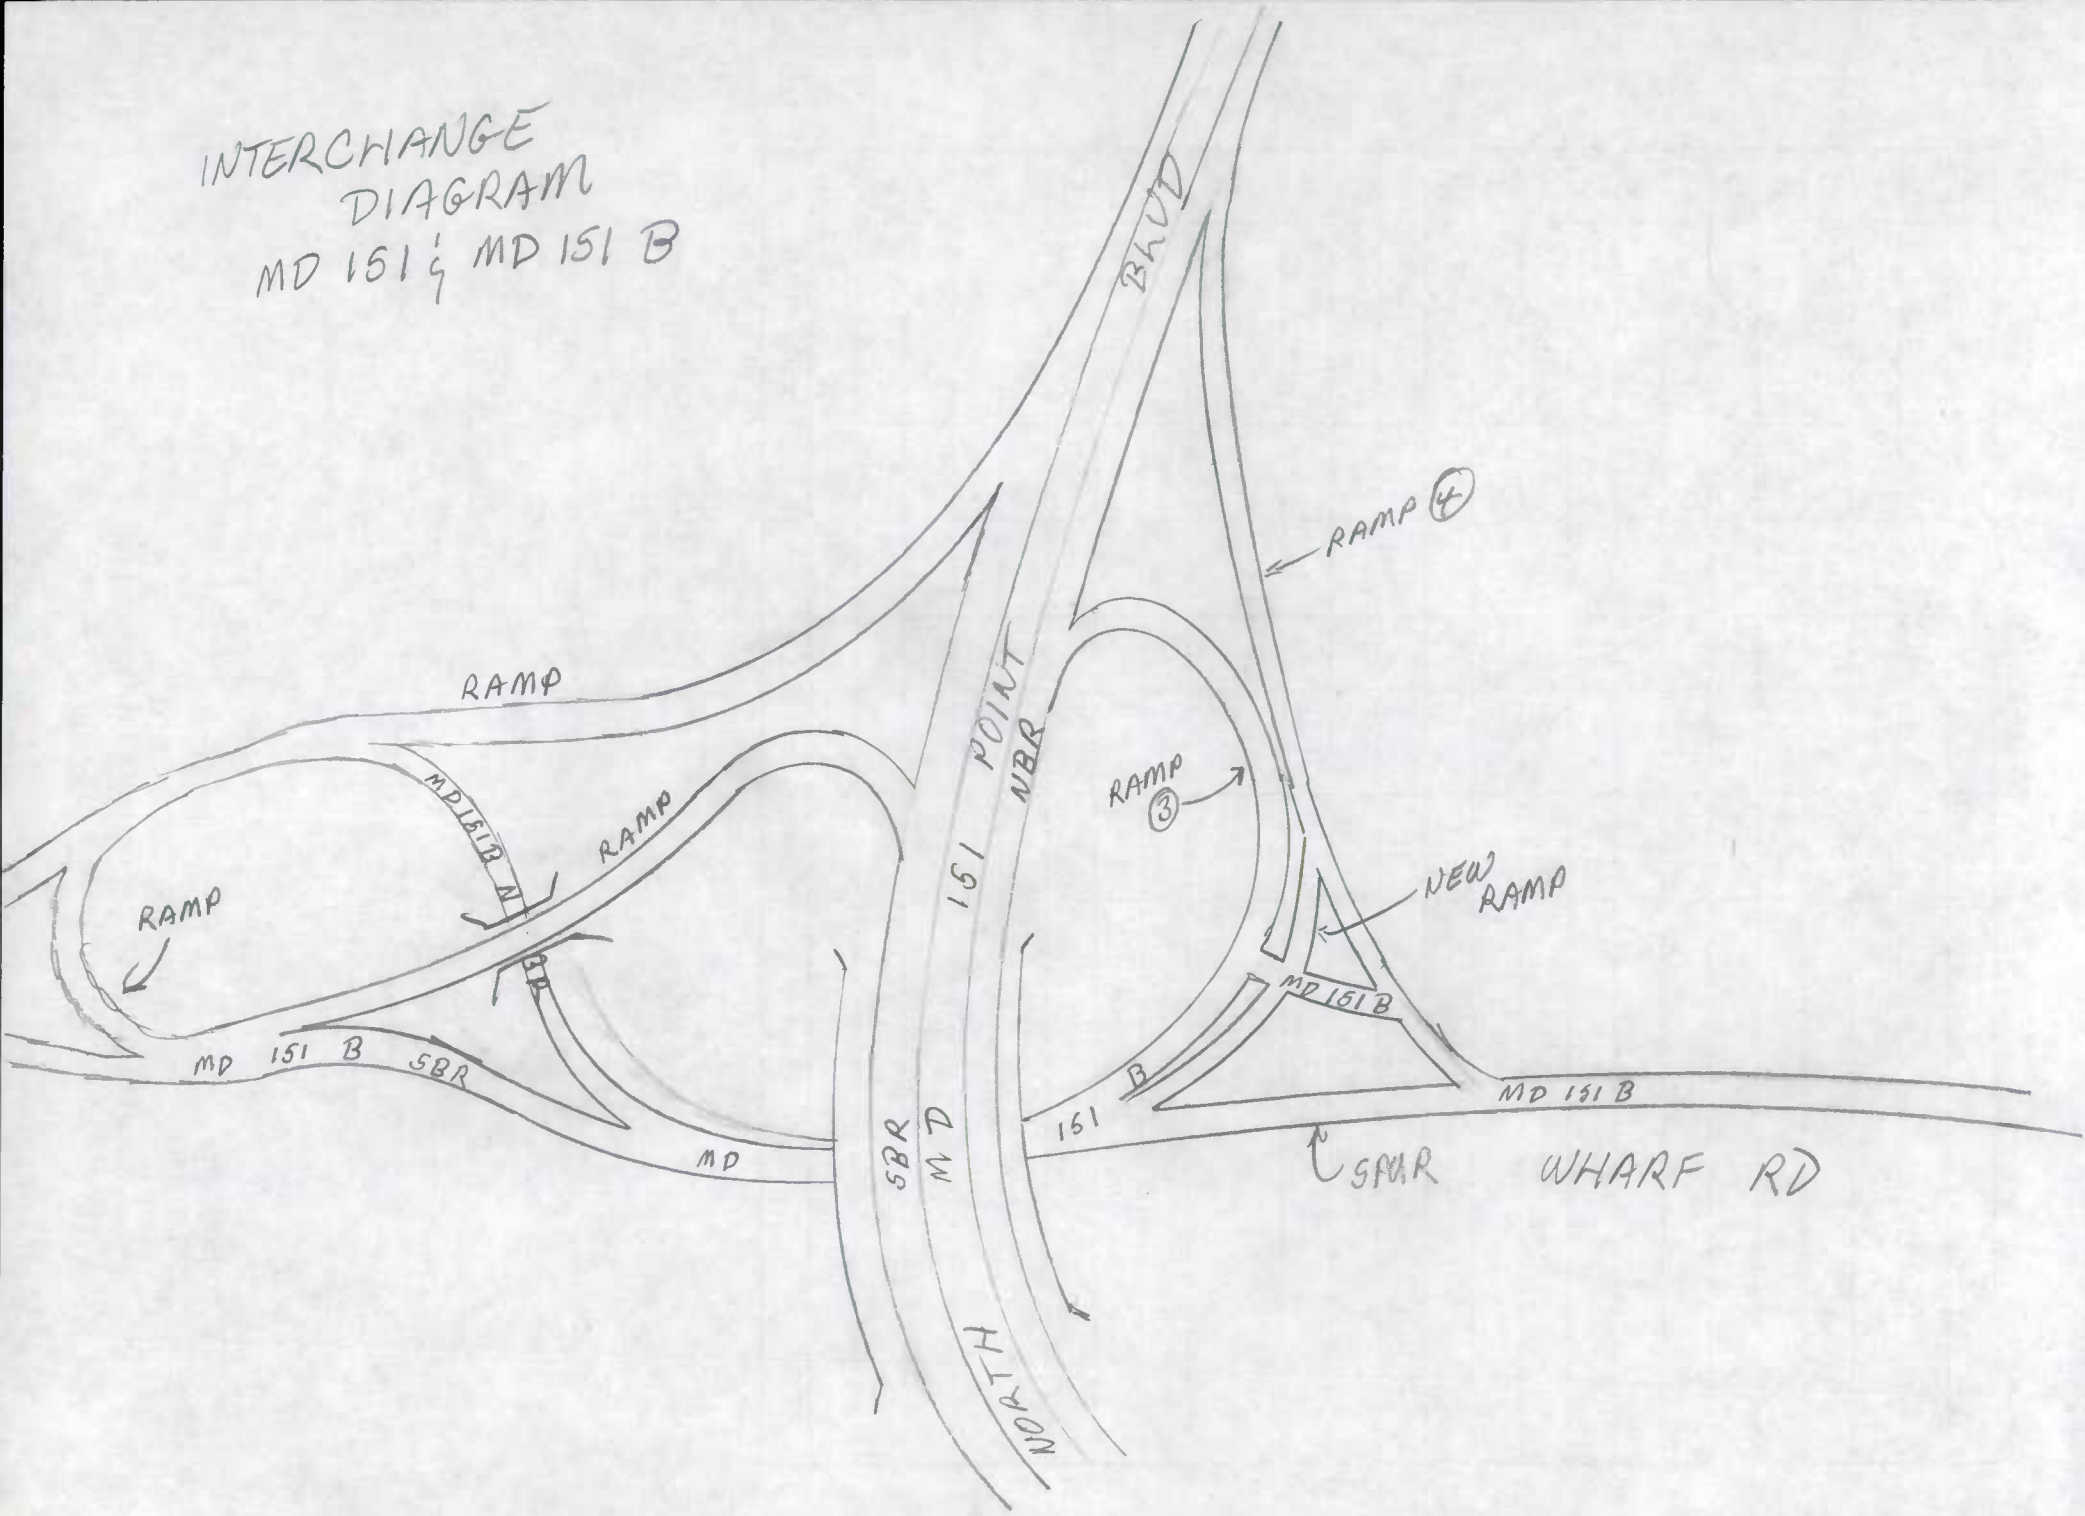 INTERCHANGE
DIAGRAM
MD 151 & MD 151 B
BLVD
RAMP 4
POINT
NBR
RAMP
MD 151 B N
BR
RAMP
RAMP
RAMP
3
151
NEW
RAMP
MD 151 B
MD 151 B SBR
MD
SBR
MD
151 B
MD 151 B
SPUR
WHARF RD
NORTH